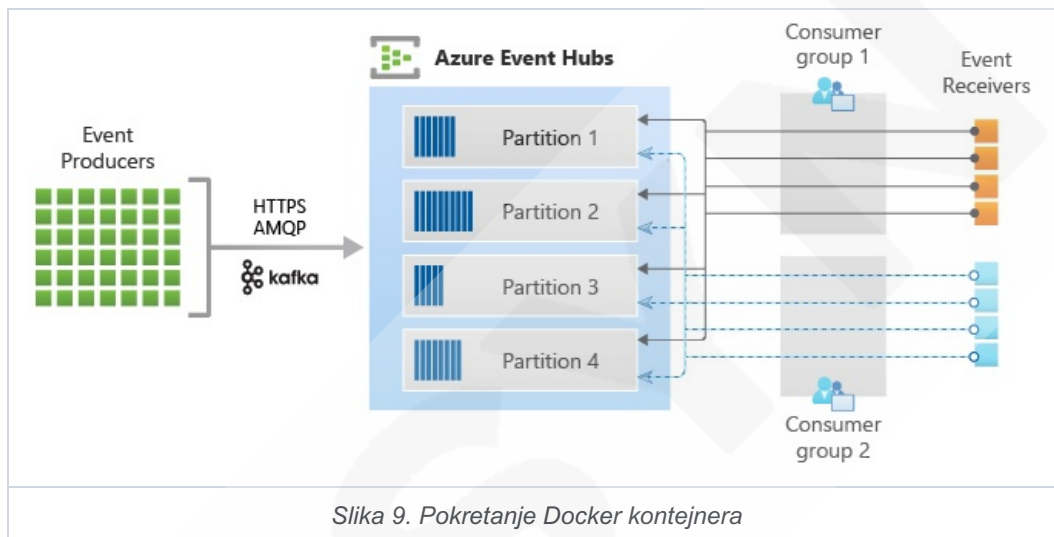 Azure Event Hubs
Event
Producers
HTTPS
AMQP
kafka
Partition 1
Partition 2
Partition 3
Partition 4
Consumer
group 1
Event
Receivers
Consumer
group 2
Slika 9. Pokretanje Docker kontejnera